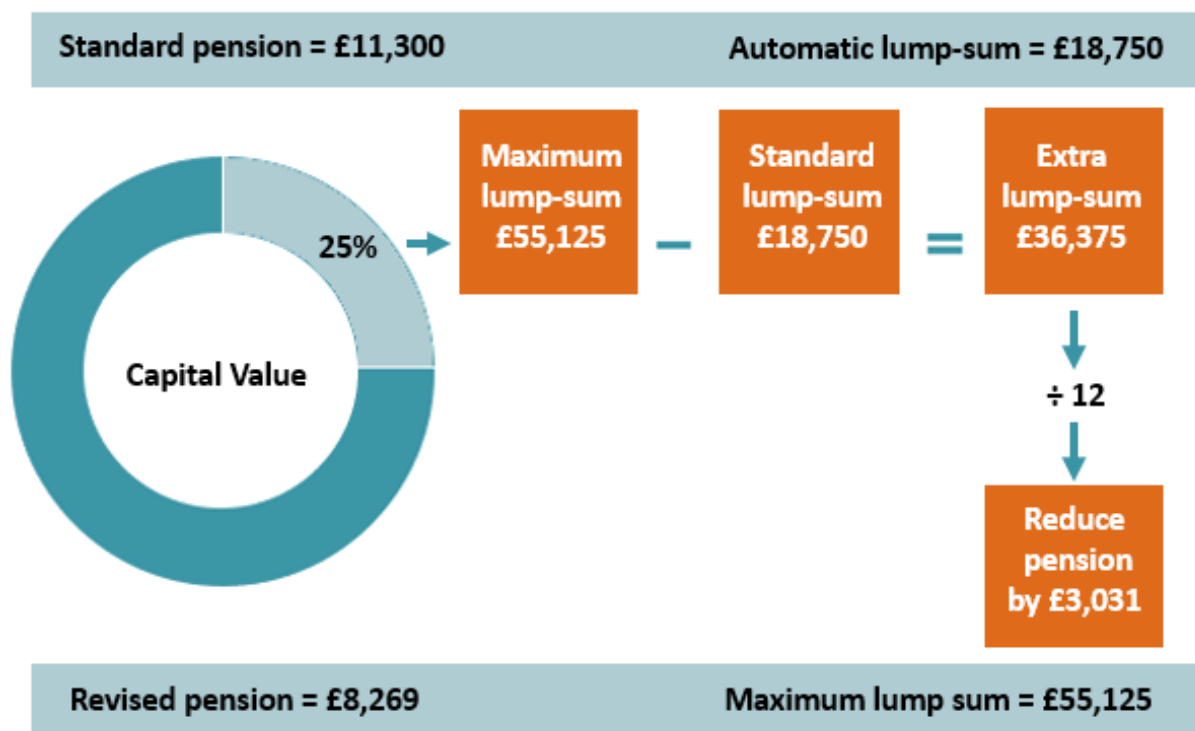 Standard pension = £11,300
Automatic lump-sum = £18,750
25%
Capital Value
Maximum
lump-sum
£55,125
–
Standard
lump-sum
£18,750
=
Extra
lump-sum
£36,375
÷ 12
Reduce
pension
by £3,031
Revised pension = £8,269
Maximum lump sum = £55,125